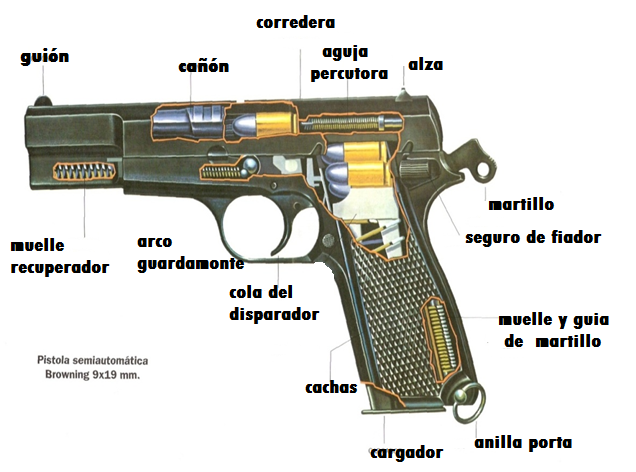 corredera
guión
cañón
aguja
percutora
alza
martillo
seguro de fiador
muelle
recuperador
arco
guardamonte
cola del
disparador
muelle y guia
de martillo
Pistola semiautomática
Browning 9x19 mm.
cachas
cargador
anilla porta